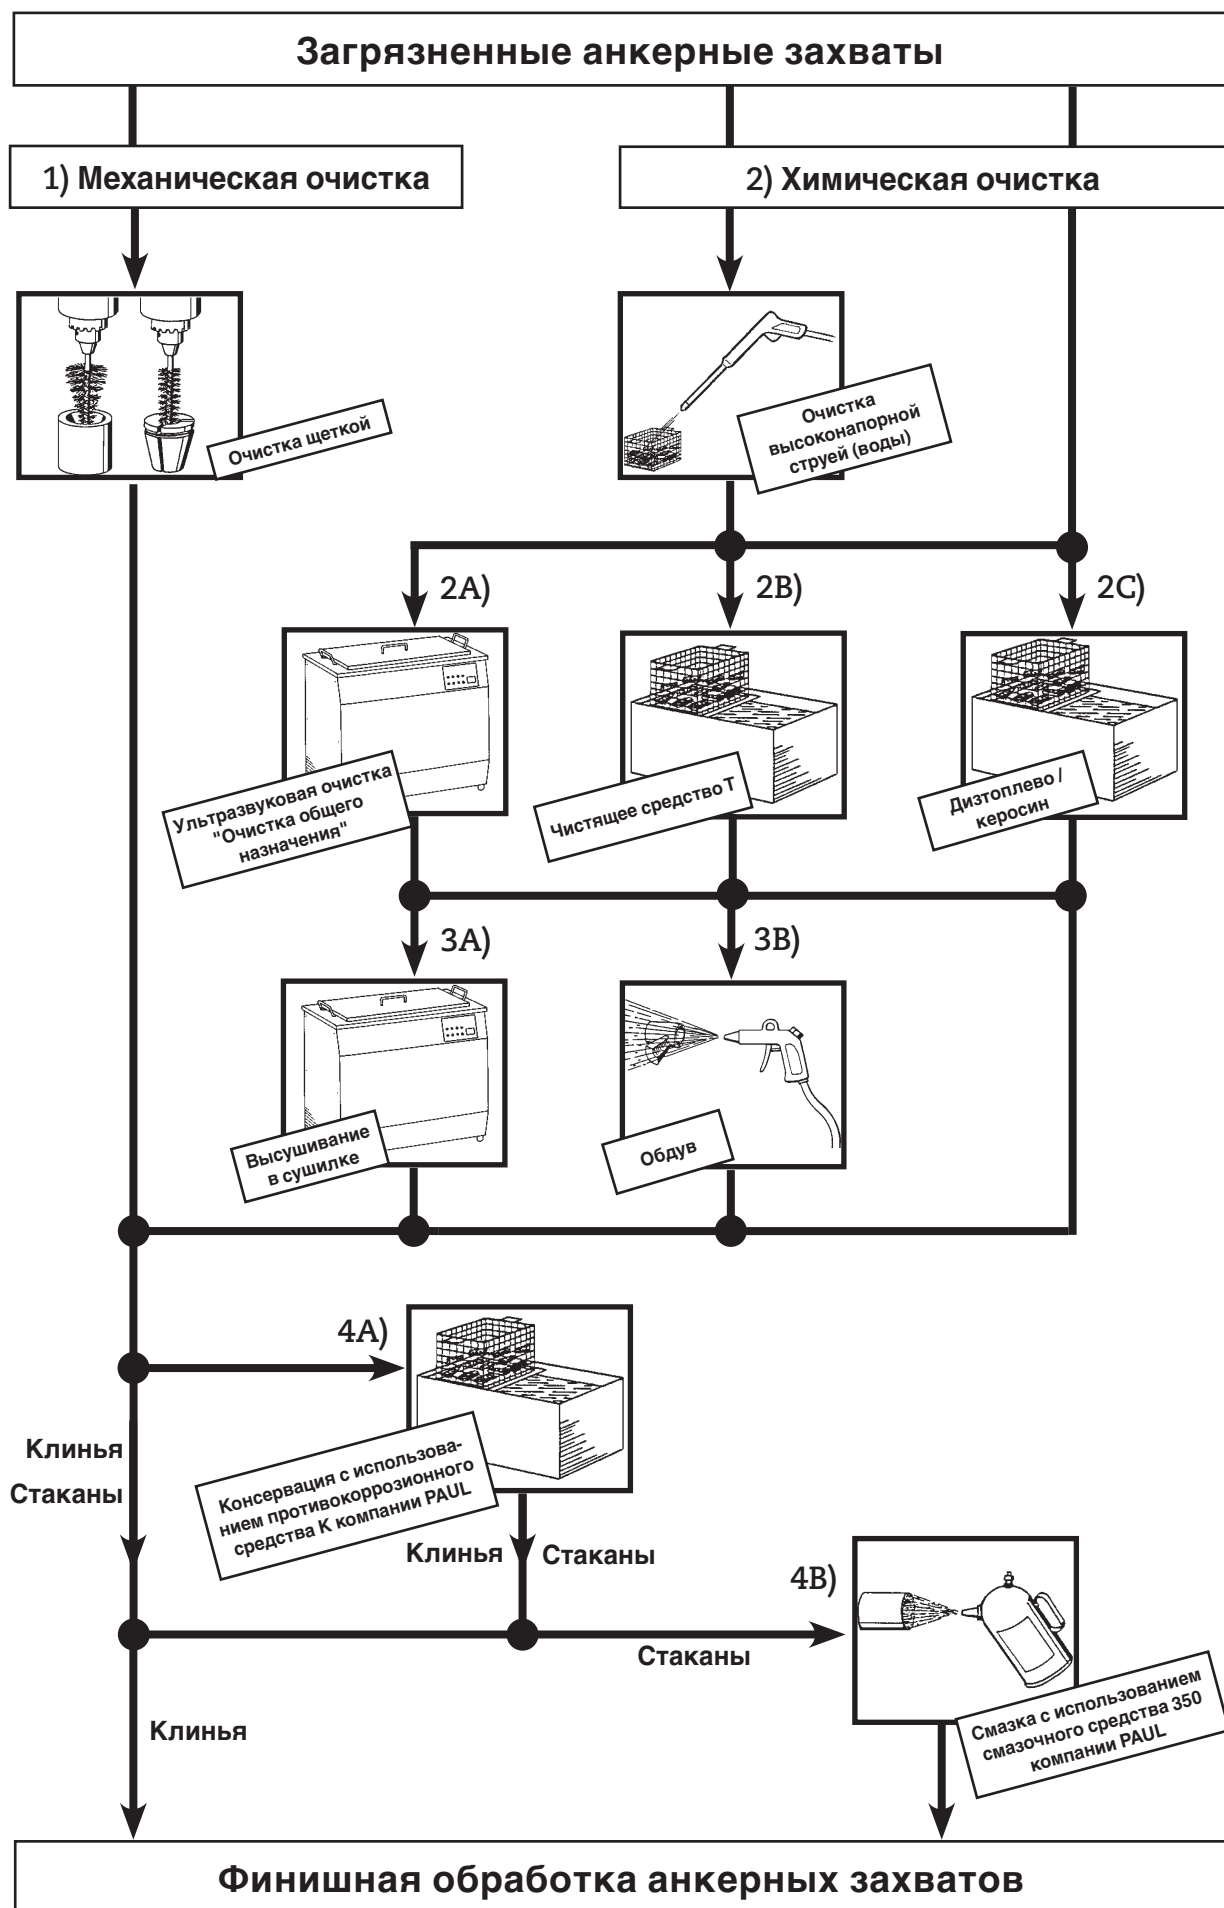 Загрязненные анкерные захваты
1) Механическая очистка
2) Химическая очистка
Очистка щеткой
Очистка
высоконапорной
струей (воды)
2A)
2B)
2C)
Ультразвуковая очистка
"Очистка общего
назначения"
Чистящее средство Т
Дизтоплево /
керосин
3A)
3B)
Высушивание
в сушилке
Обдув
4A)
Клинья
Стаканы
Консервация с использова-
нием противокоррозионного
средства К компании PAUL
Клинья
Стаканы
4B)
Стаканы
Смазка с использованием
смазочного средства 350
компании PAUL
Клинья
Финишная обработка анкерных захватов